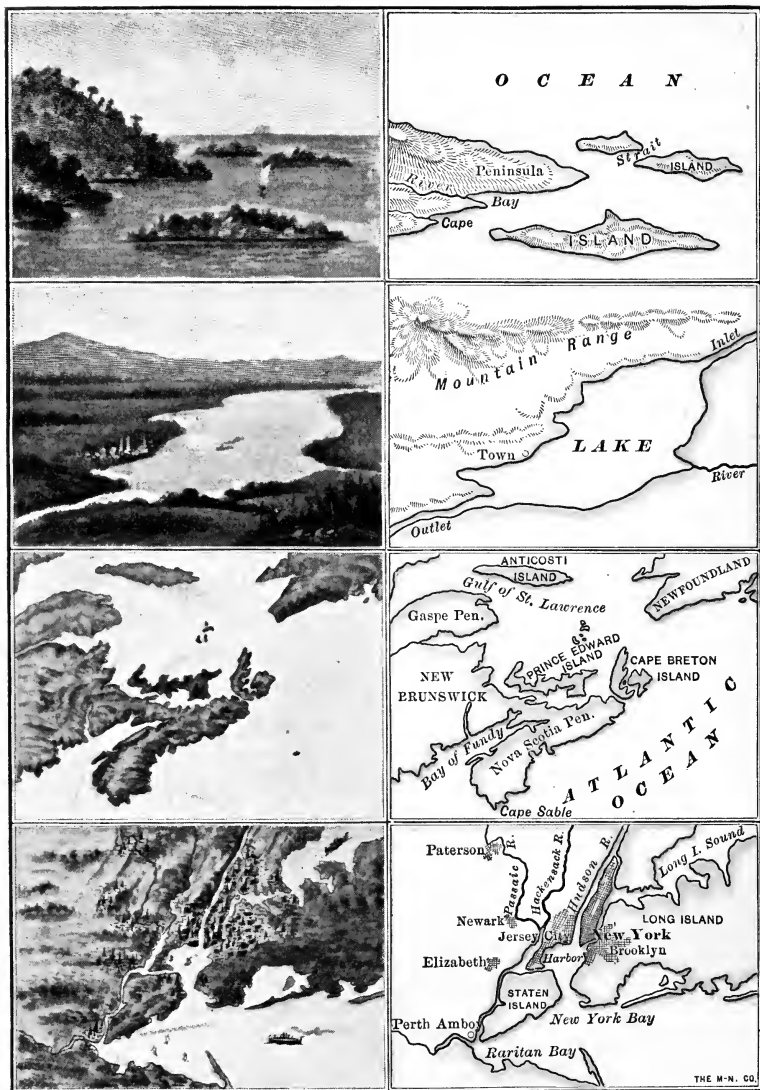 OCEAN
Strait
ISLAND
Peninsula
River
Bay
Cape
ISLAND
Mountain Range
Inlet
Town
LAKE
River
Outlet
ANTICOSTI
ISLAND
Gulf of St. Lawrence
NEWFOUNDLAND
Gaspe Pen.
PRINCE EDWARD
ISLAND
CAPE BRETON
ISLAND
NEW
BRUNSWICK
Bay of Fundy
Nova Scotia Pen.
ATLANTIC
OCEAN
Cape Sable
Paterson
Passaic R.
Hackensack R.
Hudson R.
Long I. Sound
Newark
Jersey City
LONG ISLAND
New York
Brooklyn
Harbor
Elizabeth
STATEN
ISLAND
Perth Amboy
New York Bay
Raritan Bay
THE M-N. CO.